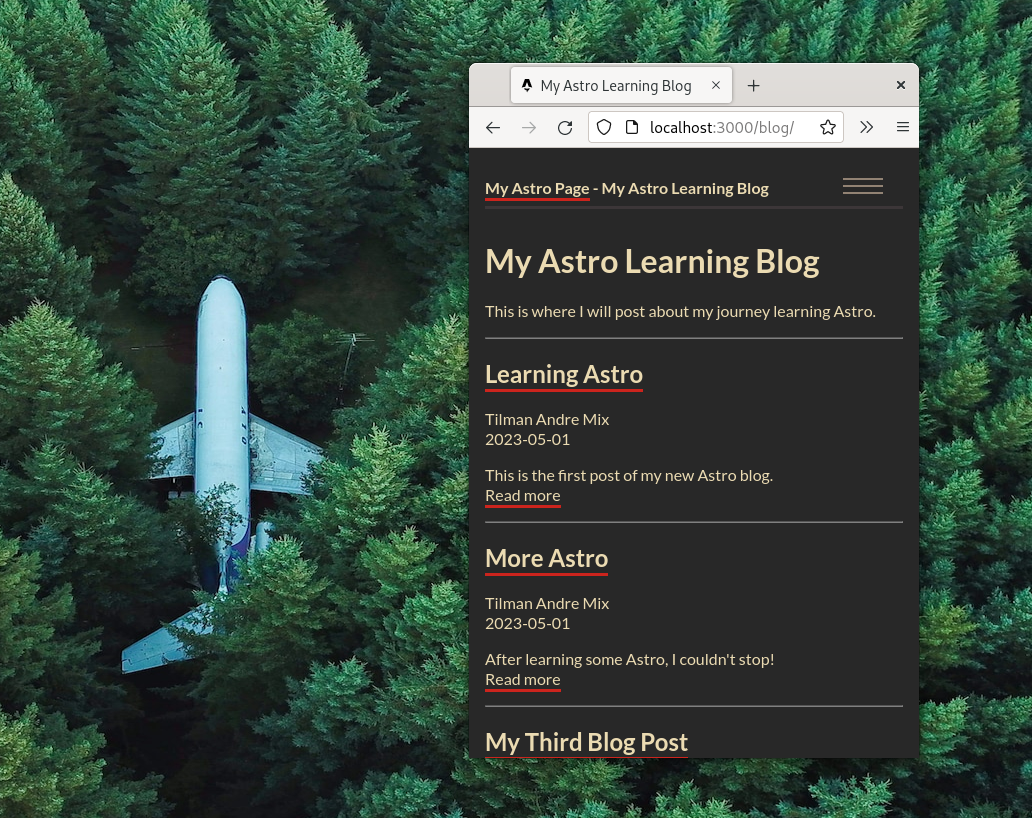 My Astro Learning Blog
localhost:3000/blog/
My Astro Page - My Astro Learning Blog
My Astro Learning Blog
This is where I will post about my journey learning Astro.
Learning Astro
Tilman Andre Mix
2023-05-01
This is the first post of my new Astro blog.
Read more
More Astro
Tilman Andre Mix
2023-05-01
After learning some Astro, I couldn't stop!
Read more
My Third Blog Post